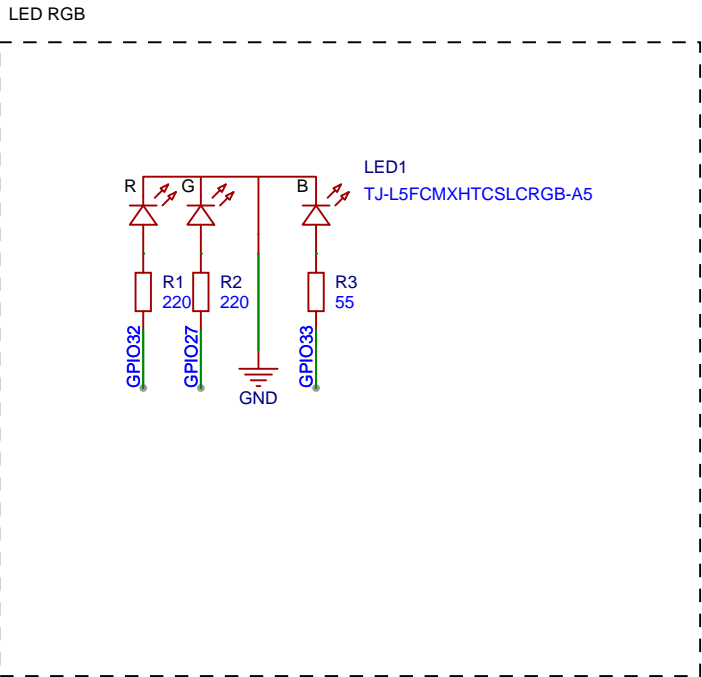 LED RGB
LED1
TJ-L5FCMXHTCSLCRGB-A5
R
G
B
R1
220
R2
220
R3
55
GPIO32
GPIO27
GPIO33
GND